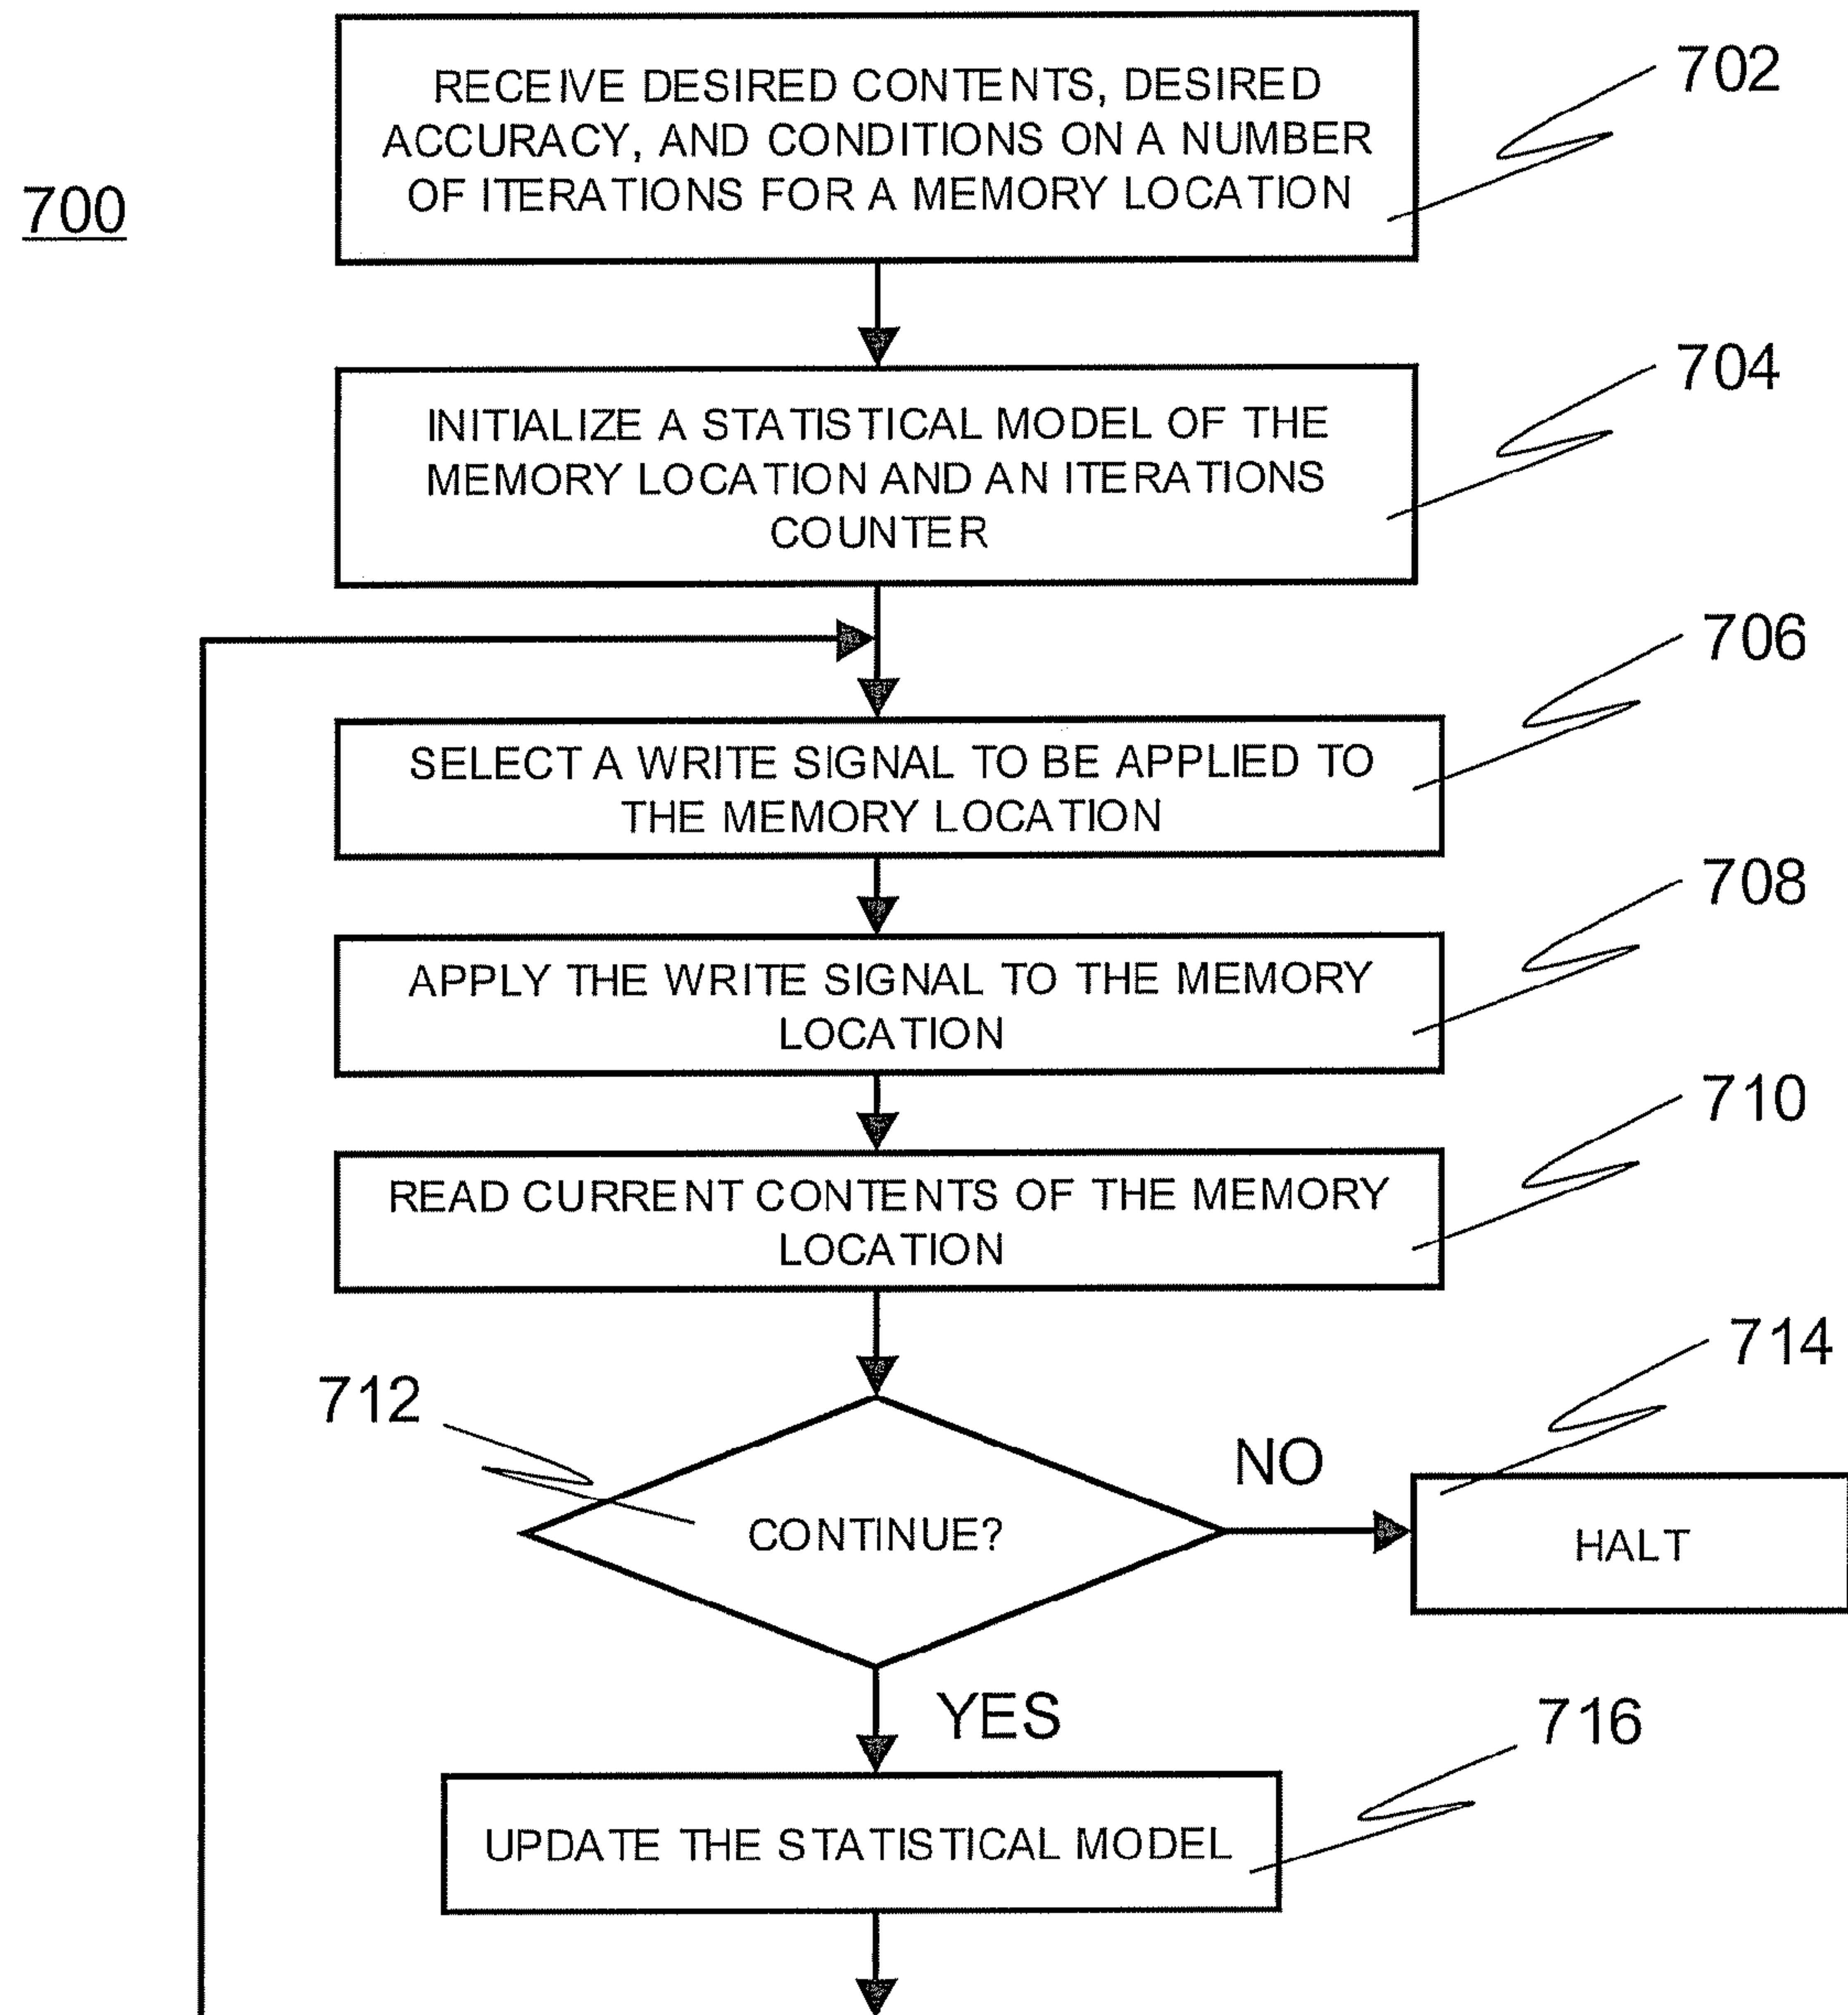 702
RECEIVE DESIRED CONTENTS, DESIRED
ACCURACY, AND CONDITIONS ON A NUMBER
OF ITERATIONS FOR A MEMORY LOCATION
700
704
INITIALIZE A STATISTICAL MODEL OF THE
MEMORY LOCATION AND AN ITERATIONS
COUNTER
706
SELECT A WRITE SIGNAL TO BE APPLIED TO
THE MEMORY LOCATION
708
APPLY THE WRITE SIGNAL TO THE MEMORY
LOCATION
710
READ CURRENT CONTENTS OF THE MEMORY
LOCATION
714
712
NO
CONTINUE?
HALT
YES
716
UPDATE THE STATISTICAL MODEL